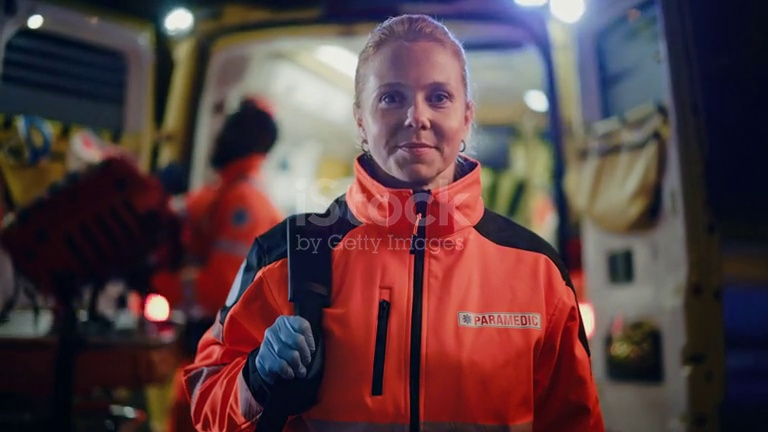 iStock
by Getty Images
PARAMEDIC